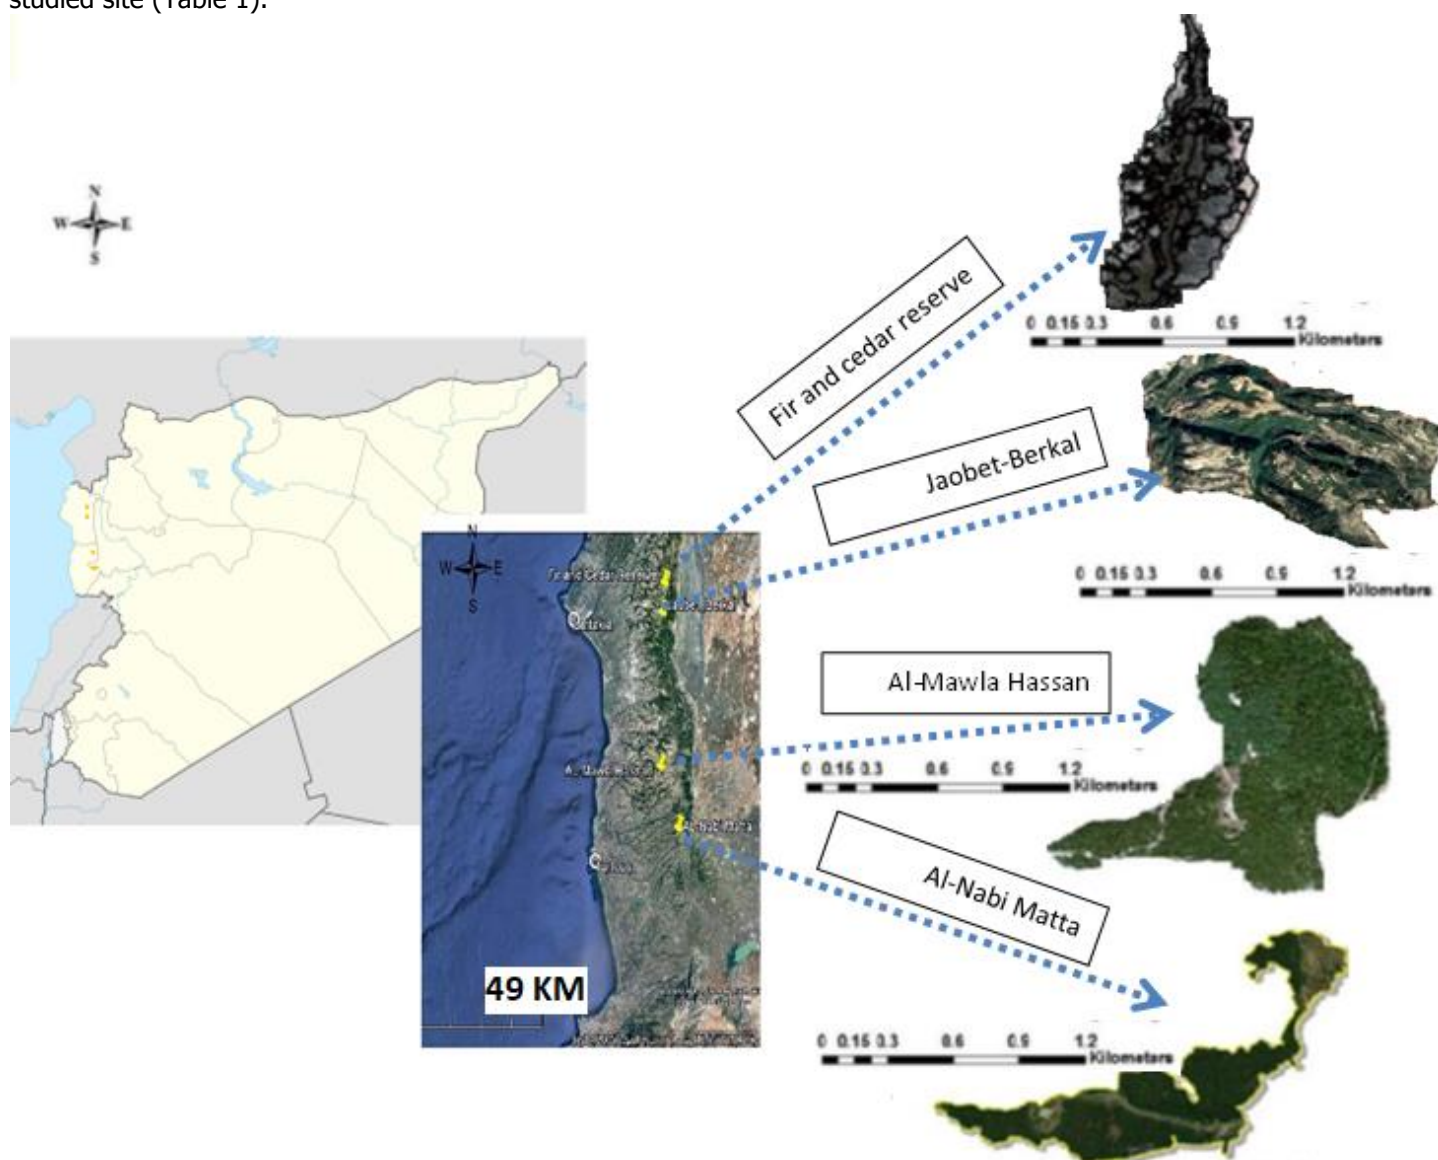 studied site (Table 1).
N
W E
S
0 0.15 0.3 0.6 0.9 1.2
Kilometers
Fir and cedar reserve
Jaobet-Berkal
N
W E
S
0 0.15 0.3 0.6 0.9 1.2
Al-Mawla Hassan
0 0.15 0.3 0.6 0.9 1.2
Kilometers
Al-Nabi Matta
49 KM
0 0.15 0.3 0.6 0.9 1.2
Kilometers